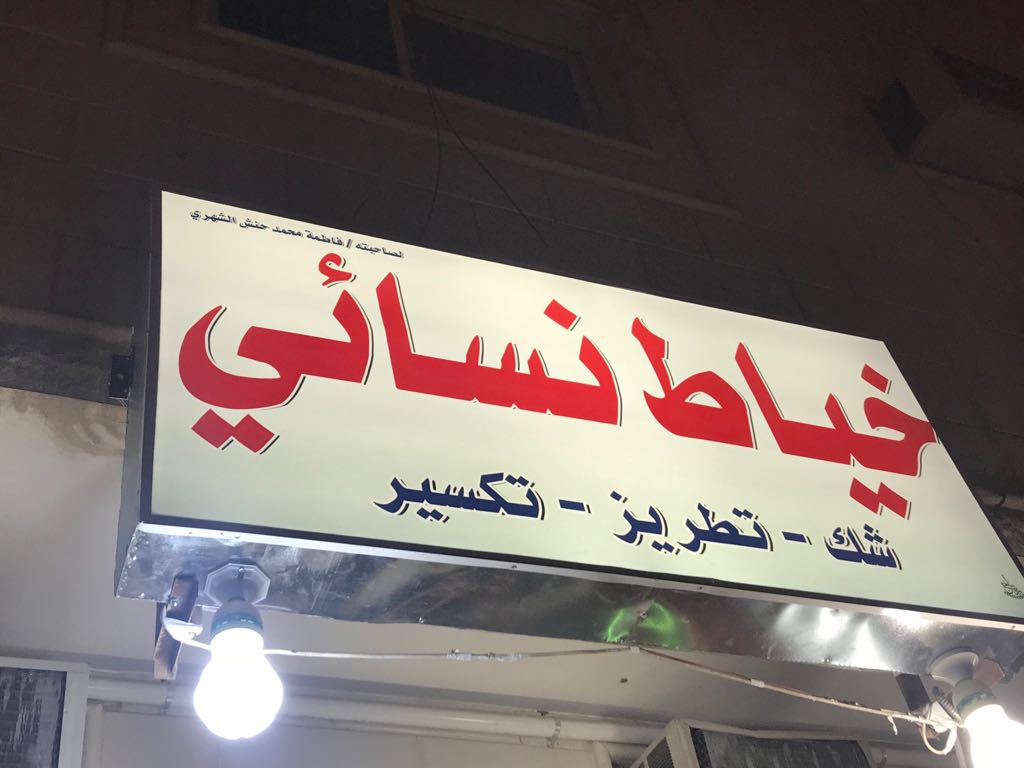 لصاحبته / فاطمة محمد حنش الشهري
خياط نسائي
شك - تطريز - تكسير